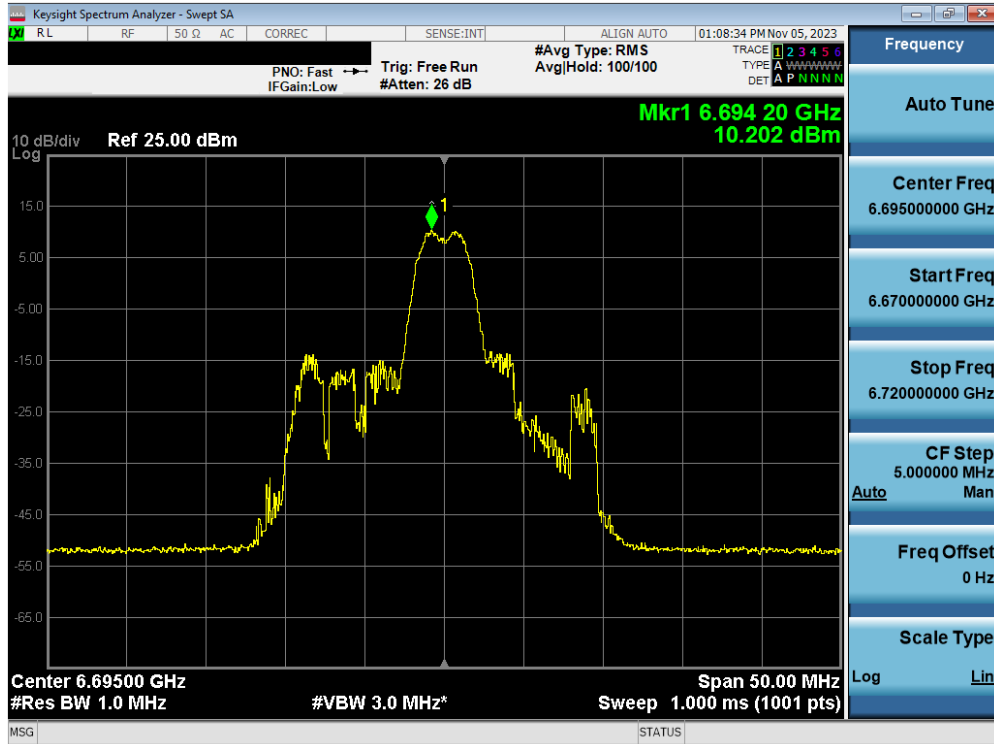 Keysight Spectrum Analyzer - Swept SA
LXI RL RF 50 Ω AC CORREC SENSE:INT ALIGN AUTO 01:08:34 PM Nov 05, 2023
PNO: Fast
IFGain:Low
Trig: Free Run
#Atten: 26 dB
#Avg Type: RMS
Avg|Hold: 100/100
TRACE 1 2 3 4 5 6
TYPE A WWWWW
DET A P N N N N
Mkr1 6.694 20 GHz
10.202 dBm
10 dB/div Ref 25.00 dBm
Log
15.0
5.00
-5.00
-15.0
-25.0
-35.0
-45.0
-55.0
-65.0
1
Center 6.69500 GHz Span 50.00 MHz
#Res BW 1.0 MHz #VBW 3.0 MHz* Sweep 1.000 ms (1001 pts)
MSG STATUS
Frequency
Auto Tune
Center Freq
6.695000000 GHz
Start Freq
6.670000000 GHz
Stop Freq
6.720000000 GHz
CF Step
5.000000 MHz
Auto Man
Freq Offset
0 Hz
Scale Type
Log Lin